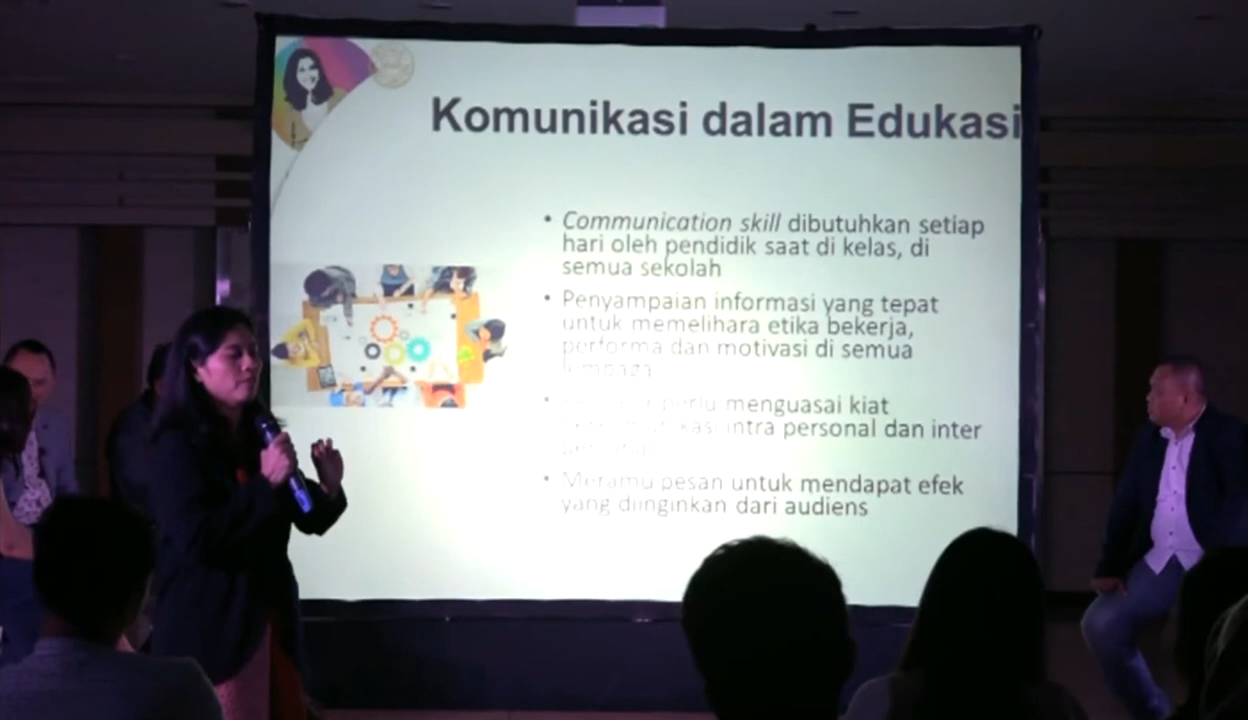 Komunikasi dalam Edukasi
• Communication skill dibutuhkan setiap
hari oleh pendidik saat di kelas, di
semua sekolah
• Penyampaian informasi yang tepat
untuk memelihara etika bekerja,
performa dan motivasi di semua
lembaga
• perlu menguasai kiat
intra personal dan inter
• Meramu pesan untuk mendapat efek
yang diinginkan dari audiens